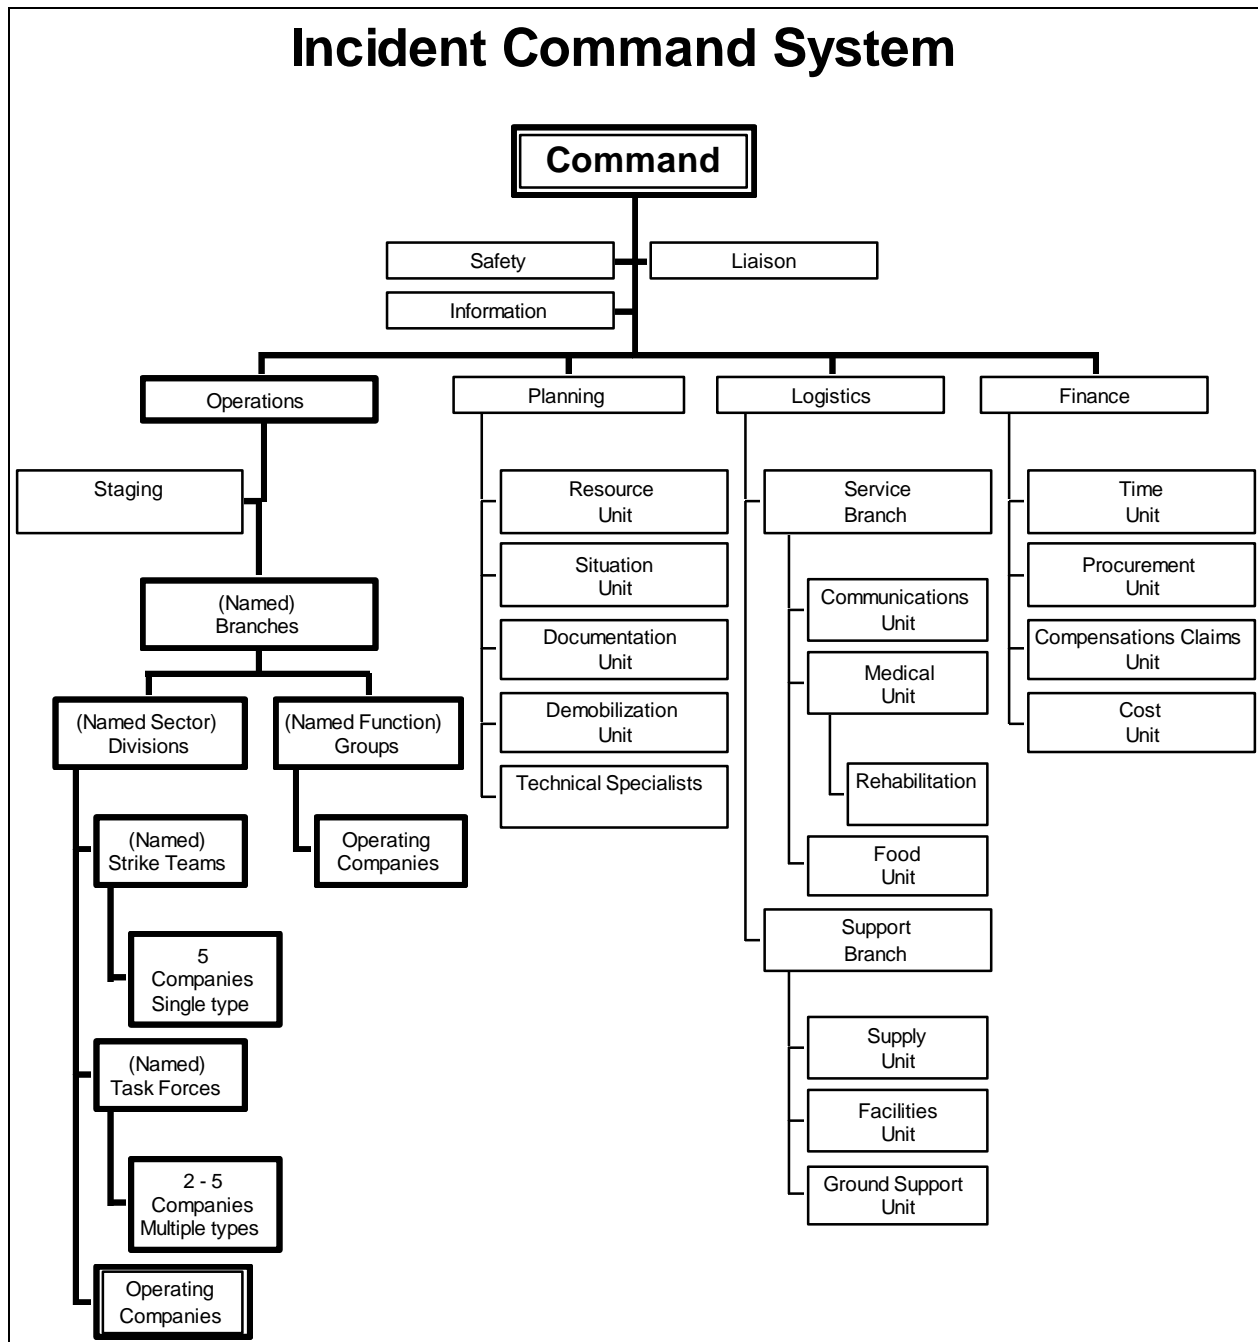 Incident Command System
Command
Safety
Liaison
Information
Operations
Planning
Logistics
Finance
Staging
(Named)
Branches
(Named Sector)
Divisions
(Named Function)
Groups
(Named)
Strike Teams
5
Companies
Single type
(Named)
Task Forces
2 - 5
Companies
Multiple types
Operating
Companies
Operating
Companies
Resource
Unit
Situation
Unit
Documentation
Unit
Demobilization
Unit
Technical Specialists
Service
Branch
Communications
Unit
Medical
Unit
Rehabilitation
Food
Unit
Support
Branch
Supply
Unit
Facilities
Unit
Ground Support
Unit
Time
Unit
Procurement
Unit
Compensations Claims
Unit
Cost
Unit